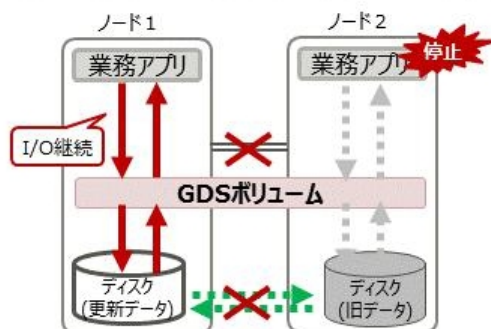 ノード1
ノード2
業務アプリ
業務アプリ
停止
I/O継続
GDSボリューム
ディスク
(更新データ)
ディスク
(旧データ)